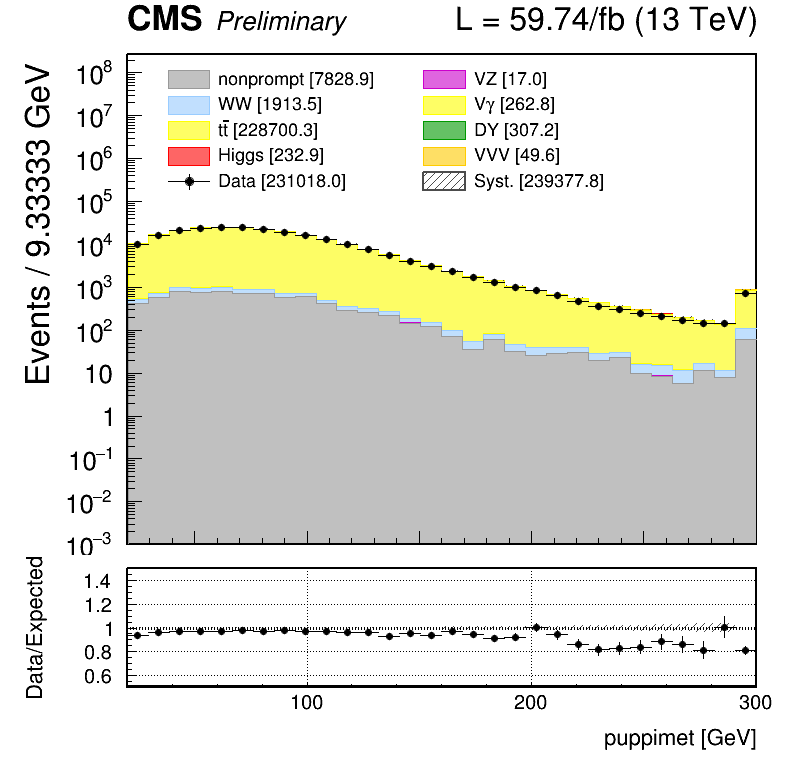 CMS Preliminary L = 59.74/fb (13 TeV)
Events / 9.33333 GeV
10⁸
10⁷
10⁶
10⁵
10⁴
10³
10²
10
1
10⁻¹
10⁻²
10⁻³
nonprompt [7828.9] VZ [17.0]
WW [1913.5] Vγ [262.8]
tt̄ [228700.3] DY [307.2]
Higgs [232.9] VVV [49.6]
Data [231018.0] Syst. [239377.8]
Data/Expected
1.4
1.2
1
0.8
0.6
100 200 300
puppimet [GeV]